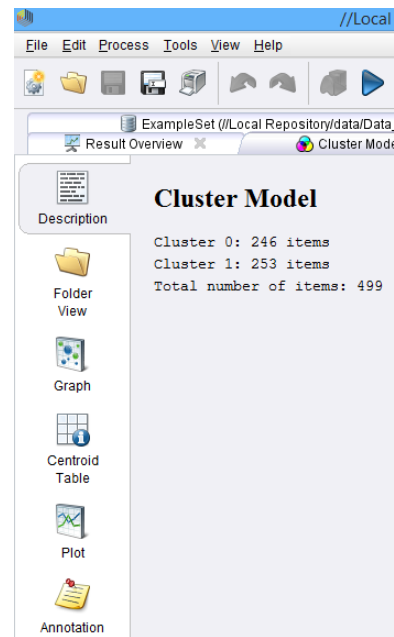 //Local
File Edit Process Tools View Help
ExampleSet (//Local Repository/data/Data_
Result Overview Cluster Mode
Description
Cluster Model
Cluster 0: 246 items
Cluster 1: 253 items
Total number of items: 499
Folder
View
Graph
Centroid
Table
Plot
Annotation